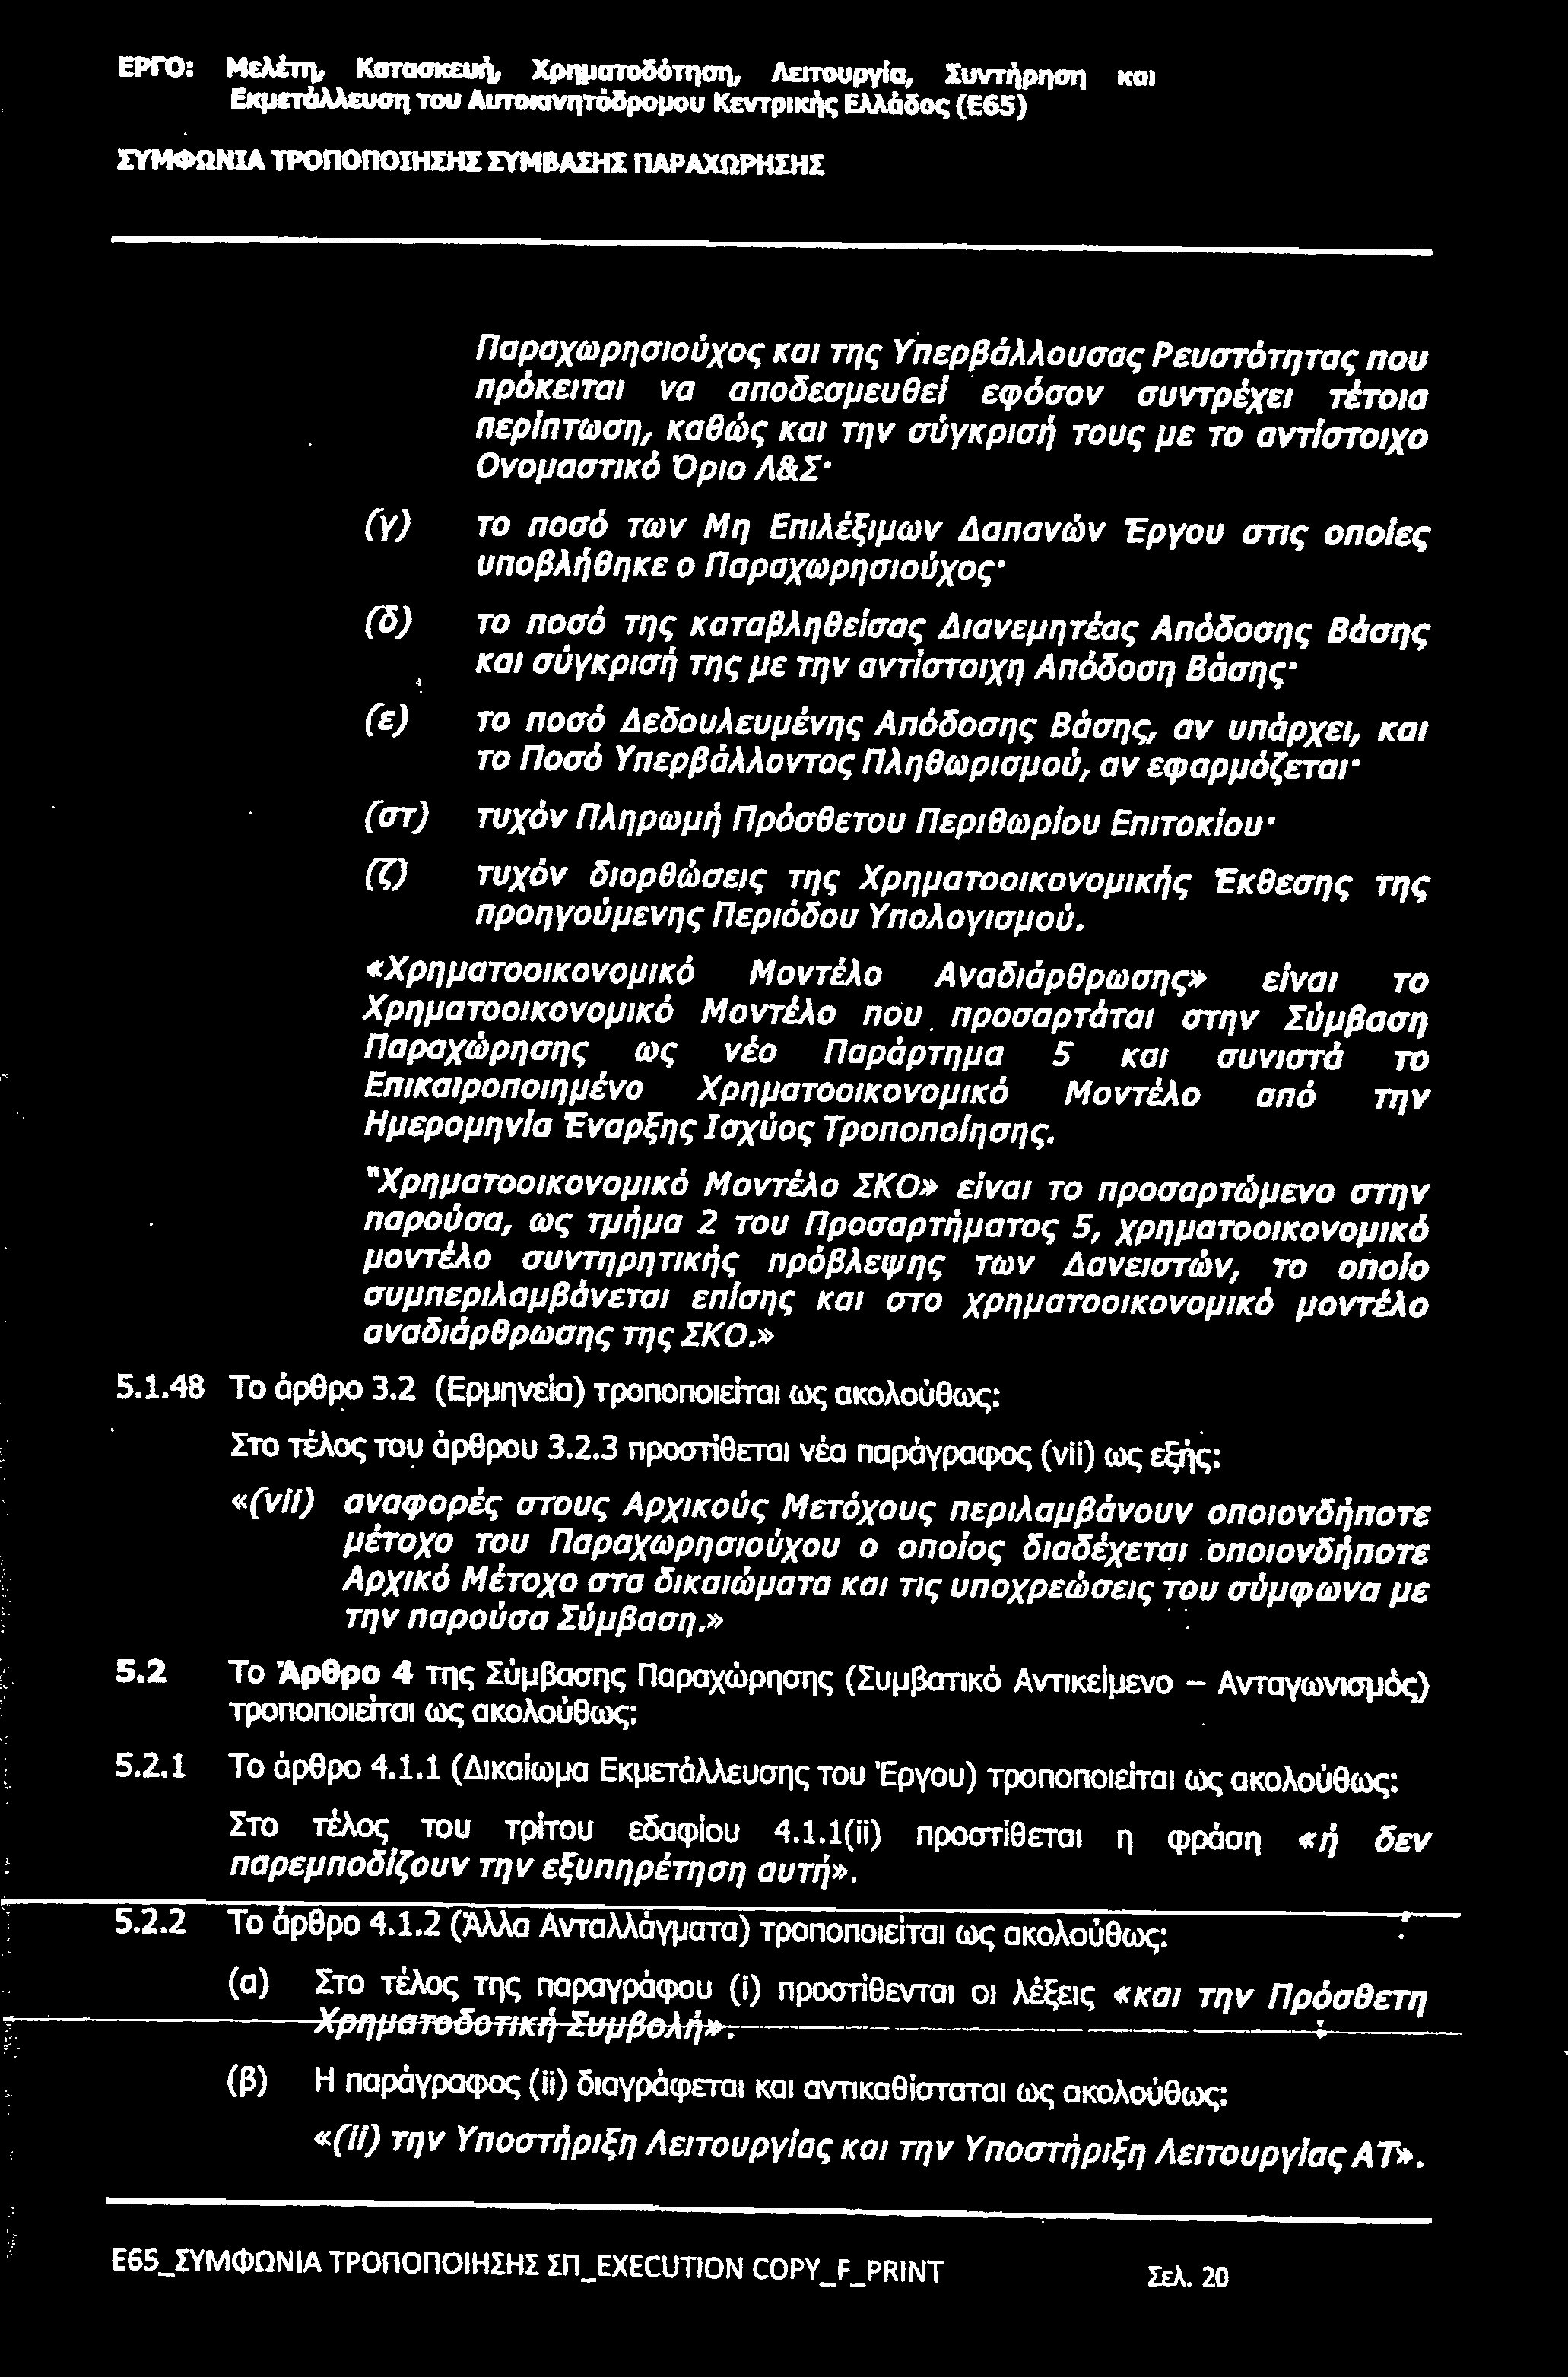 ΕΡΓΟ: Μελέτη, Κατασκευή, Χρηματοδότηση, Λειτουργία, Συντήρηση και
Εκμετάλλευση του Αυτοκινητόδρομου Κεντρικής Ελλάδος (Ε65)
ΣΥΜΦΩΝΙΑ ΤΡΟΠΟΠΟΙΗΣΗΣ ΣΥΜΒΑΣΗΣ ΠΑΡΑΧΩΡΗΣΗΣ
Παραχωρησιούχος και της Υπερβάλλουσας Ρευστότητας που
πρόκειται να αποδεσμευθεί εφόσον συντρέχει τέτοια
περίπτωση, καθώς και την σύγκρισή τους με το αντίστοιχο
Ονομαστικό Όριο Λ&Σ·
(γ) το ποσό των Μη Επιλέξιμων Δαπανών Έργου στις οποίες
υποβλήθηκε ο Παραχωρησιούχος·
(δ) το ποσό της καταβληθείσας Διανεμητέας Απόδοσης Βάσης
και σύγκρισή της με την αντίστοιχη Απόδοση Βάσης·
(ε) το ποσό Δεδουλευμένης Απόδοσης Βάσης, αν υπάρχει, και
το Ποσό Υπερβάλλοντος Πληθωρισμού, αν εφαρμόζεται·
(στ) τυχόν Πληρωμή Πρόσθετου Περιθωρίου Επιτοκίου·
(ζ) τυχόν διορθώσεις της Χρηματοοικονομικής Έκθεσης της
προηγούμενης Περιόδου Υπολογισμού.
«Χρηματοοικονομικό Μοντέλο Αναδιάρθρωσης» είναι το
Χρηματοοικονομικό Μοντέλο που προσαρτάται στην Σύμβαση
Παραχώρησης ως νέο Παράρτημα 5 και συνιστά το
Επικαιροποιημένο Χρηματοοικονομικό Μοντέλο από την
Ημερομηνία Έναρξης Ισχύος Τροποποίησης.
"Χρηματοοικονομικό Μοντέλο ΣΚΟ» είναι το προσαρτώμενο στην
παρούσα, ως τμήμα 2 του Προσαρτήματος 5, χρηματοοικονομικό
μοντέλο συντηρητικής πρόβλεψης των Δανειστών, το οποίο
συμπεριλαμβάνεται επίσης και στο χρηματοοικονομικό μοντέλο
αναδιάρθρωσης της ΣΚΟ.»
5.1.48 Το άρθρο 3.2 (Ερμηνεία) τροποποιείται ως ακολούθως:
Στο τέλος του άρθρου 3.2.3 προστίθεται νέα παράγραφος (vii) ως εξής:
«(vii) αναφορές στους Αρχικούς Μετόχους περιλαμβάνουν οποιονδήποτε
μέτοχο του Παραχωρησιούχου ο οποίος διαδέχεται οποιονδήποτε
Αρχικό Μέτοχο στα δικαιώματα και τις υποχρεώσεις του σύμφωνα με
την παρούσα Σύμβαση.»
5.2 Το Άρθρο 4 της Σύμβασης Παραχώρησης (Συμβατικό Αντικείμενο – Ανταγωνισμός)
τροποποιείται ως ακολούθως:
5.2.1 Το άρθρο 4.1.1 (Δικαίωμα Εκμετάλλευσης του Έργου) τροποποιείται ως ακολούθως:
Στο τέλος του τρίτου εδαφίου 4.1.1(ii) προστίθεται η φράση «ή δεν
παρεμποδίζουν την εξυπηρέτηση αυτή».
5.2.2 Το άρθρο 4.1.2 (Άλλα Ανταλλάγματα) τροποποιείται ως ακολούθως:
(α) Στο τέλος της παραγράφου (i) προστίθενται οι λέξεις «και την Πρόσθετη
Χρηματοδοτική Συμβολή».
(β) Η παράγραφος (ii) διαγράφεται και αντικαθίσταται ως ακολούθως:
«(ii) την Υποστήριξη Λειτουργίας και την Υποστήριξη Λειτουργίας ΑΤ».
E65_ΣΥΜΦΩΝΙΑ ΤΡΟΠΟΠΟΙΗΣΗΣ ΣΠ_EXECUTION COPY_F_PRINT Σελ. 20